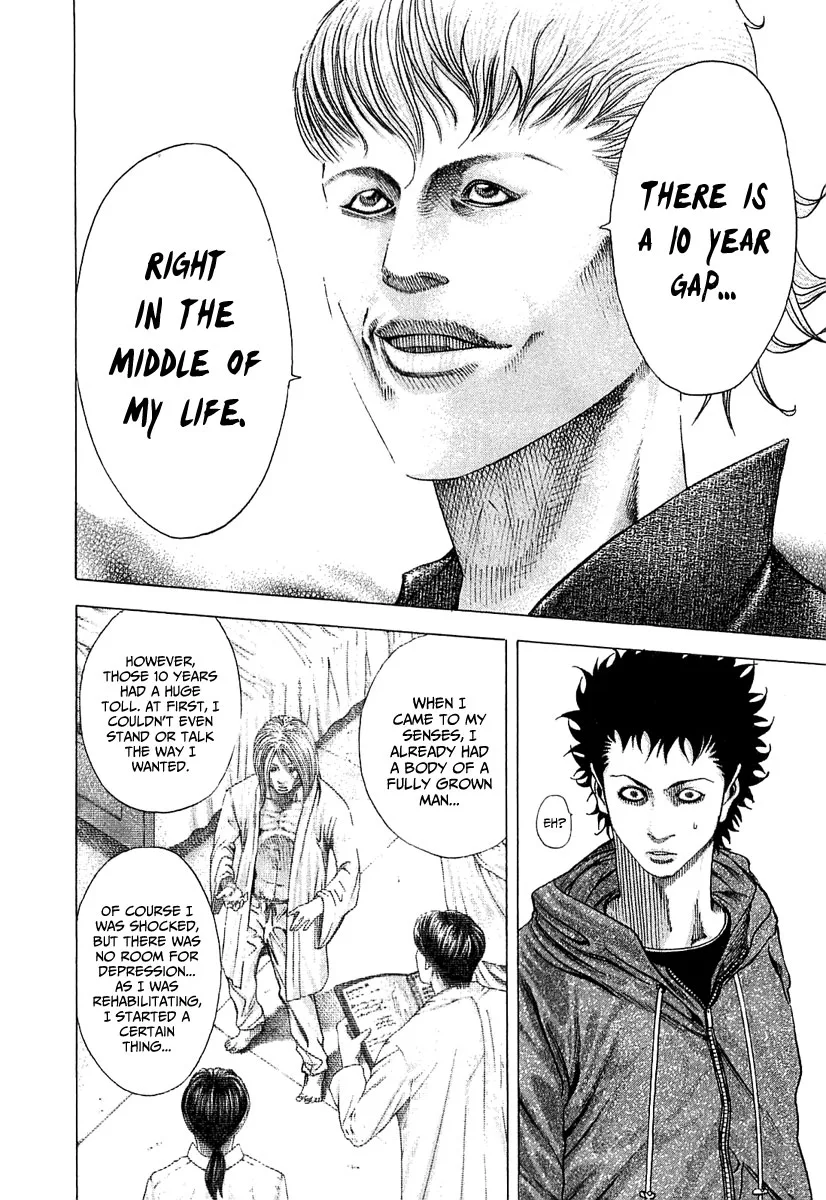 THERE IS
A 10 YEAR
GAP...
RIGHT
IN THE
MIDDLE OF
MY LIFE.
EH?
WHEN I
CAME TO MY
SENSES, I
ALREADY HAD
A BODY OF A
FULLY GROWN
MAN...
HOWEVER,
THOSE 10 YEARS
HAD A HUGE
TOLL. AT FIRST, I
COULDN'T EVEN
STAND OR TALK
THE WAY I
WANTED.
OF COURSE I
WAS SHOCKED,
BUT THERE WAS
NO ROOM FOR
DEPRESSION...
AS I WAS
REHABILITATING,
I STARTED A
CERTAIN
THING...